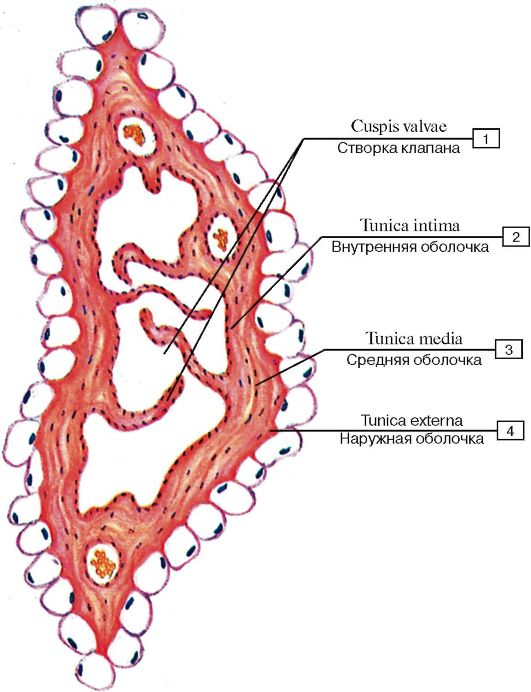 Cuspis valvae
Створка клапана
1
Tunica intima
Внутренняя оболочка
2
Tunica media
Средняя оболочка
3
Tunica externa
Наружная оболочка
4